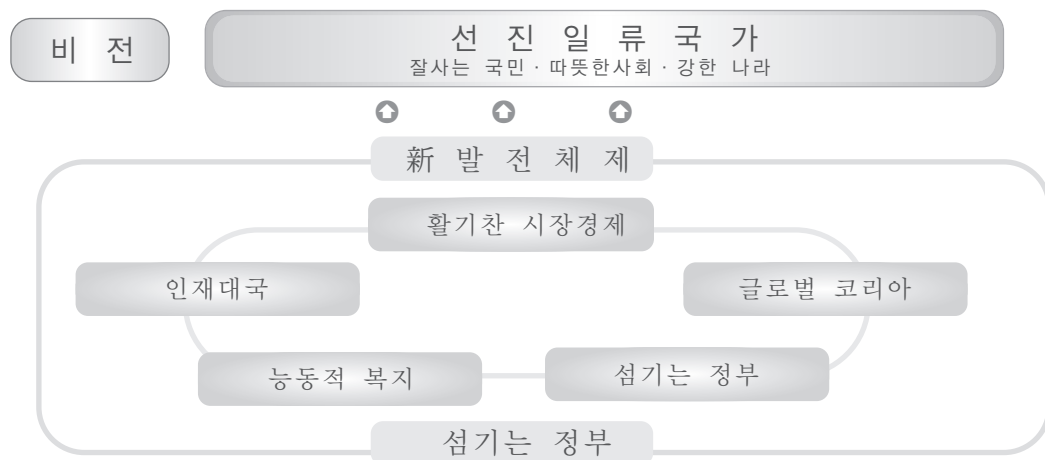 비 전
선 진 일 류 국 가
잘사는 국민 · 따뜻한사회 · 강한 나라
新 발 전 체 제
활기찬 시장경제
인재대국
글로벌 코리아
능동적 복지
섬기는 정부
섬기는 정부